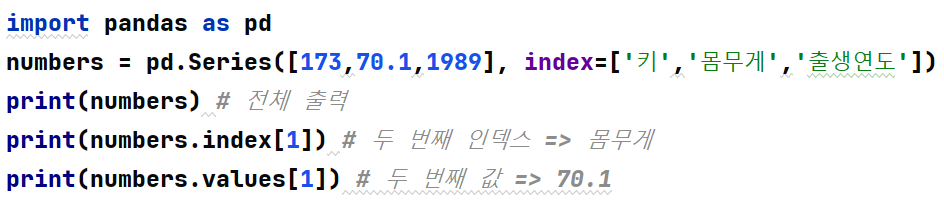 import pandas as pd
numbers = pd.Series([173,70.1,1989], index=['키','몸무게','출생연도'])
print(numbers) # 전체 출력
print(numbers.index[1]) # 두 번째 인덱스 => 몸무게
print(numbers.values[1]) # 두 번째 값 => 70.1